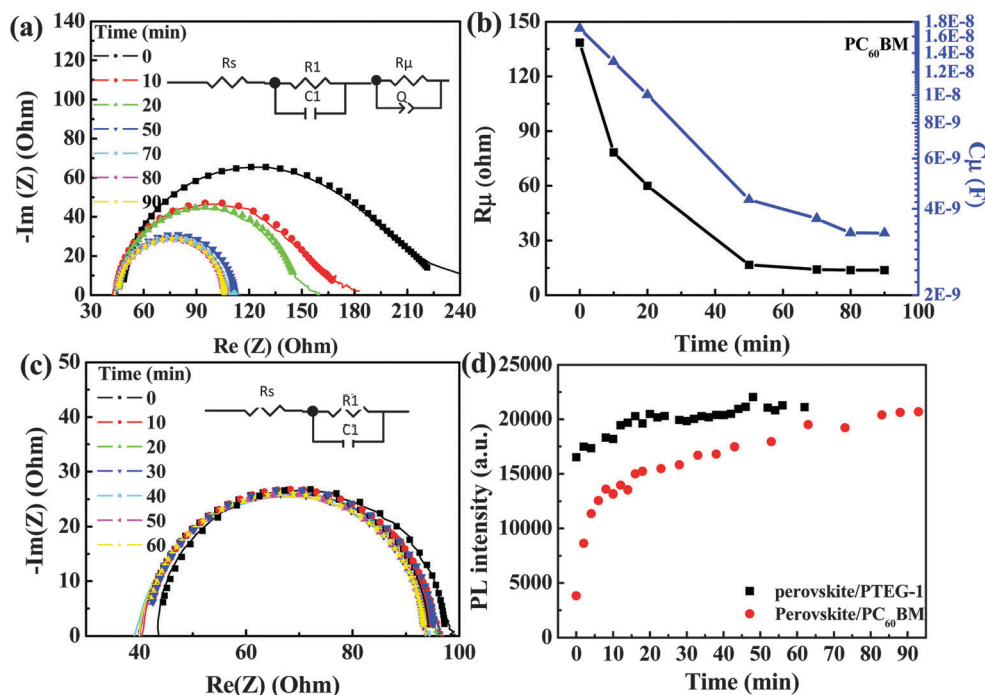 (a)
Time (min)
0
10
20
50
70
80
90
Rs
R1
C1
Rμ
Q
140
120
100
80
60
40
20
0
-Im (Z) (Ohm)
30 60 90 120 150 180 210 240
Re (Z) (Ohm)
(b)
PC60BM
150
120
90
60
30
0
Rμ (ohm)
1.8E-8
1.6E-8
1.4E-8
1.2E-8
1E-8
8E-9
6E-9
4E-9
2E-9
Cμ (F)
0 20 40 60 80 100
Time (min)
(c)
Time (min)
0
10
20
30
40
50
60
Rs
R1
C1
50
40
30
20
10
0
-Im(Z) (Ohm)
40 60 80 100
Re(Z) (Ohm)
(d)
25000
20000
15000
10000
5000
0
PL intensity (a.u.)
perovskite/PTEG-1
Perovskite/PC60BM
0 10 20 30 40 50 60 70 80 90
Time (min)